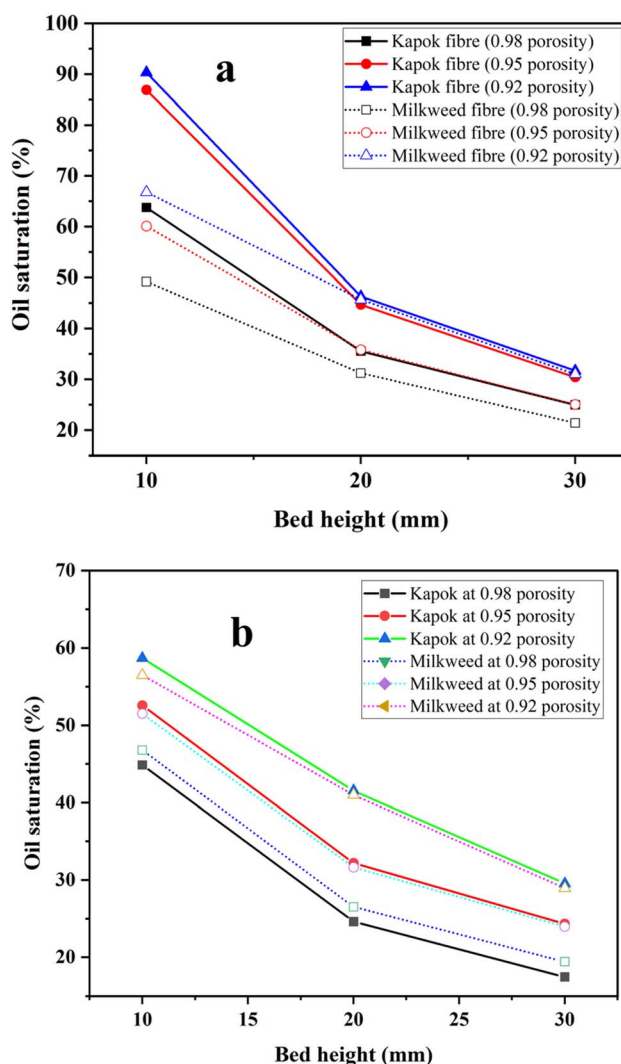 a
Kapok fibre (0.98 porosity)
Kapok fibre (0.95 porosity)
Kapok fibre (0.92 porosity)
Milkweed fibre (0.98 porosity)
Milkweed fibre (0.95 porosity)
Milkweed fibre (0.92 porosity)
Oil saturation (%)
100
90
80
70
60
50
40
30
20
10
20
30
Bed height (mm)
b
Kapok at 0.98 porosity
Kapok at 0.95 porosity
Kapok at 0.92 porosity
Milkweed at 0.98 porosity
Milkweed at 0.95 porosity
Milkweed at 0.92 porosity
Oil saturation (%)
70
60
50
40
30
20
10
15
20
25
30
Bed height (mm)